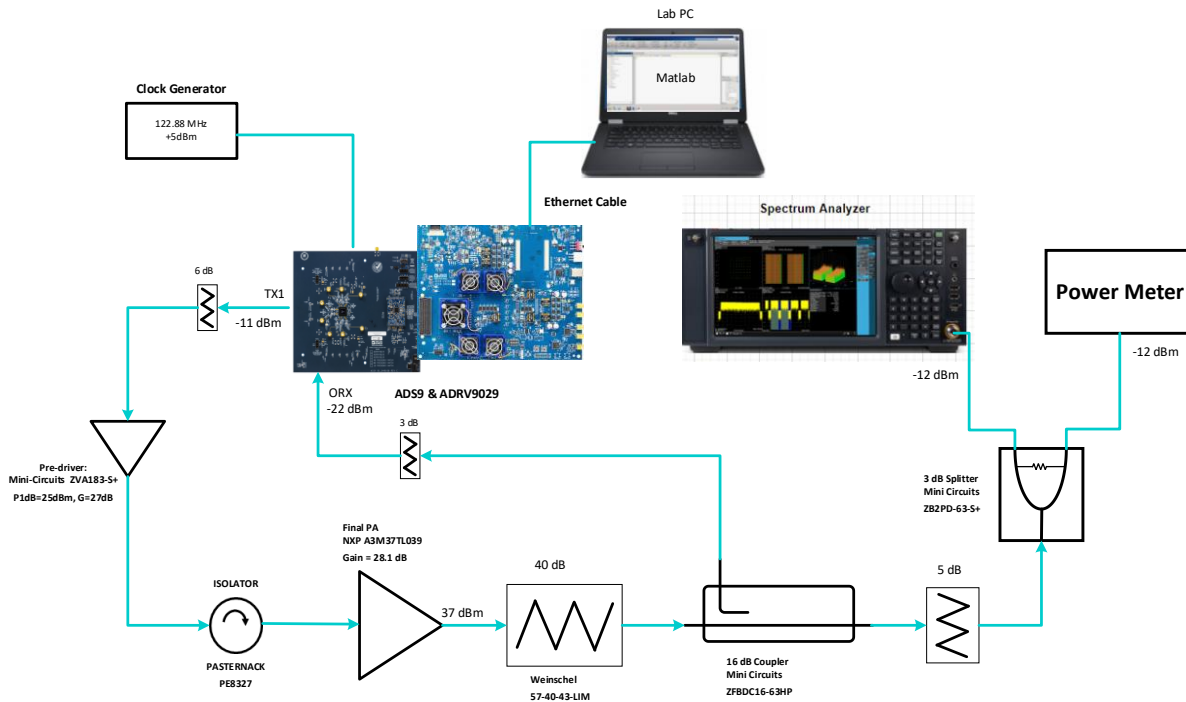 Lab PC
Matlab
Clock Generator
122.88 MHz
+5dBm
Ethernet Cable
Spectrum Analyzer
Power Meter
6 dB
TX1
-11 dBm
-12 dBm
-12 dBm
ORX
-22 dBm
ADS9 & ADRV9029
3 dB
Pre-driver:
Mini-Circuits ZVA183-S+
P1dB=25dBm, G=27dB
3 dB Splitter
Mini Circuits
ZB2PD-63-S+
Final PA
NXP A3M37TL039
Gain = 28.1 dB
40 dB
5 dB
ISOLATOR
37 dBm
PASTERNACK
PE8327
Weinschel
57-40-43-LIM
16 dB Coupler
Mini Circuits
ZFBDC16-63HP